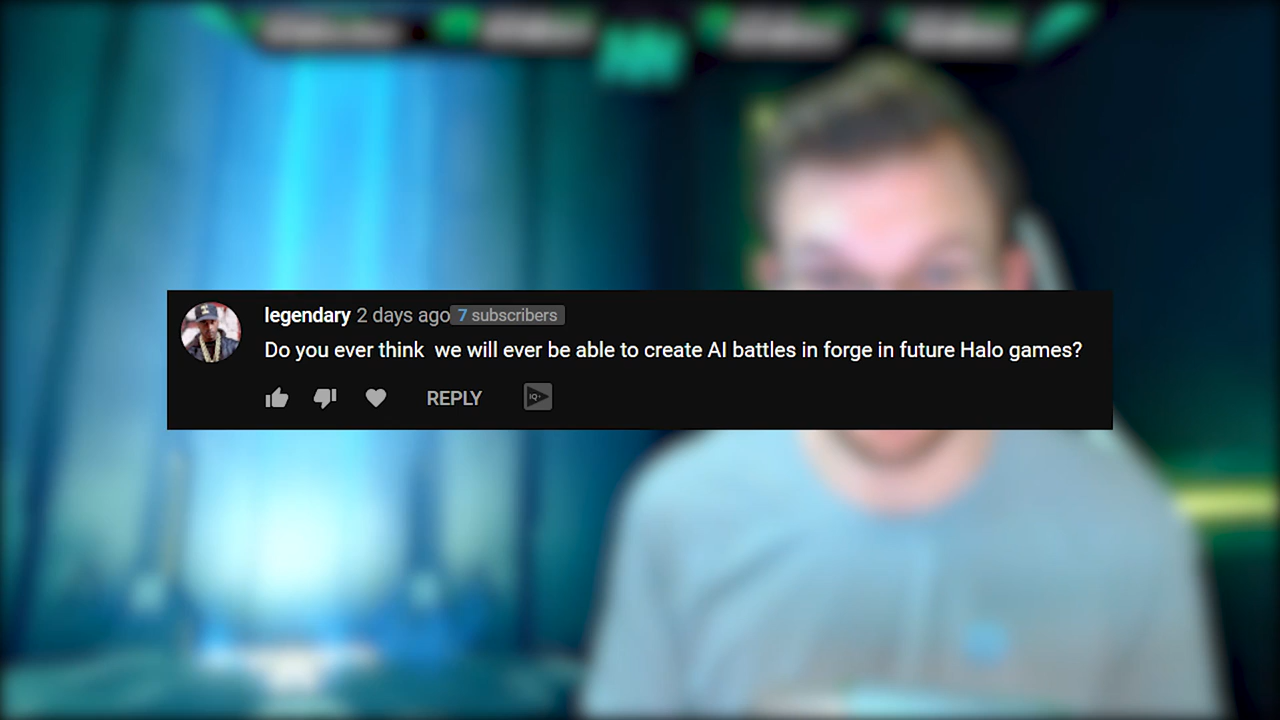 legendary 2 days ago 7 subscribers
Do you ever think  we will ever be able to create AI battles in forge in future Halo games?
REPLY
IQ+